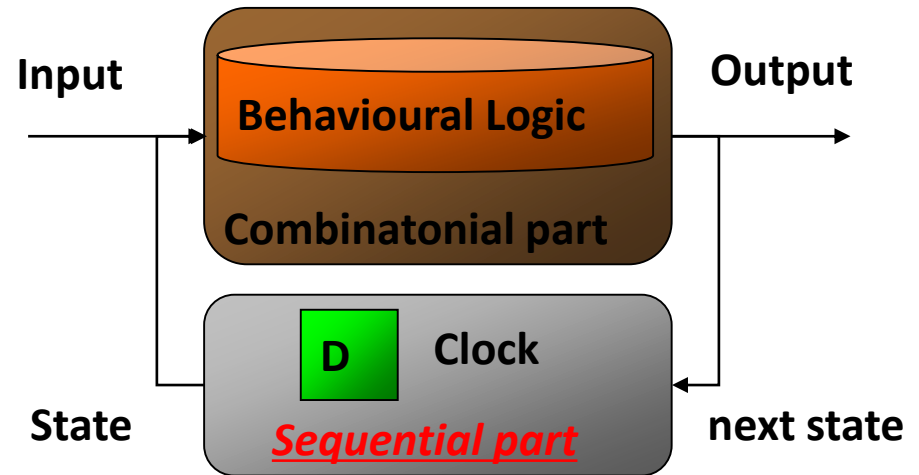 Input
Output
Behavioural Logic
Combinatonial part
D
Clock
State
Sequential part
next state